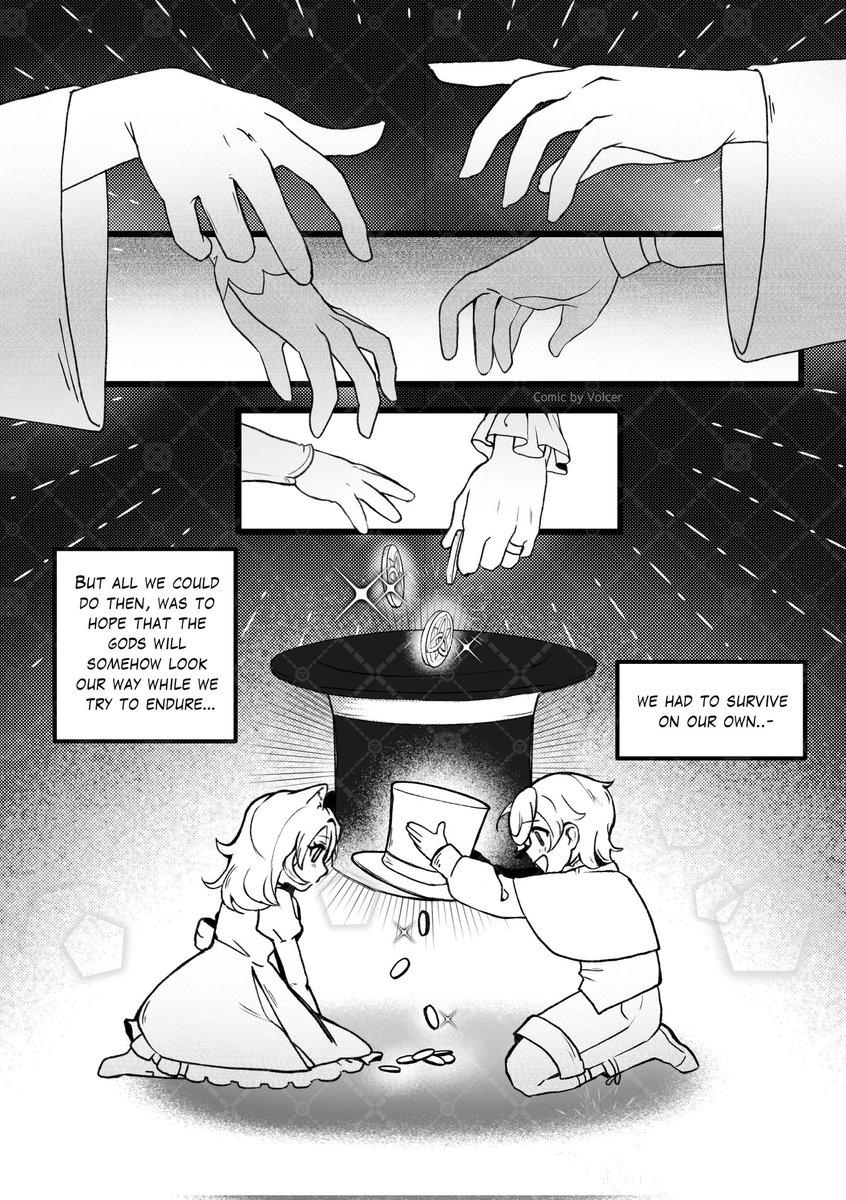 Comic by Volcer
BUT ALL WE COULD
DO THEN, WAS TO
HOPE THAT THE
GODS WILL
SOMEHOW LOOK
OUR WAY WHILE WE
TRY TO ENDURE...
WE HAD TO SURVIVE
ON OUR OWN..-